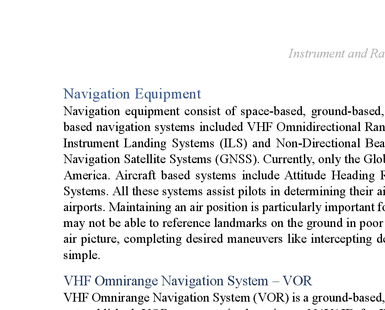 Instrument and Ra
Navigation Equipment
Navigation equipment consist of space-based, ground-based,
based navigation systems included VHF Omnidirectional Ran
Instrument Landing Systems (ILS) and Non-Directional Bea
Navigation Satellite Systems (GNSS). Currently, only the Glob
America. Aircraft based systems include Attitude Heading R
Systems. All these systems assist pilots in determining their ai
airports. Maintaining an air position is particularly important fo
may not be able to reference landmarks on the ground in poor
air picture, completing desired maneuvers like intercepting de
simple.
VHF Omnirange Navigation System – VOR
VHF Omnirange Navigation System (VOR) is a ground-based,